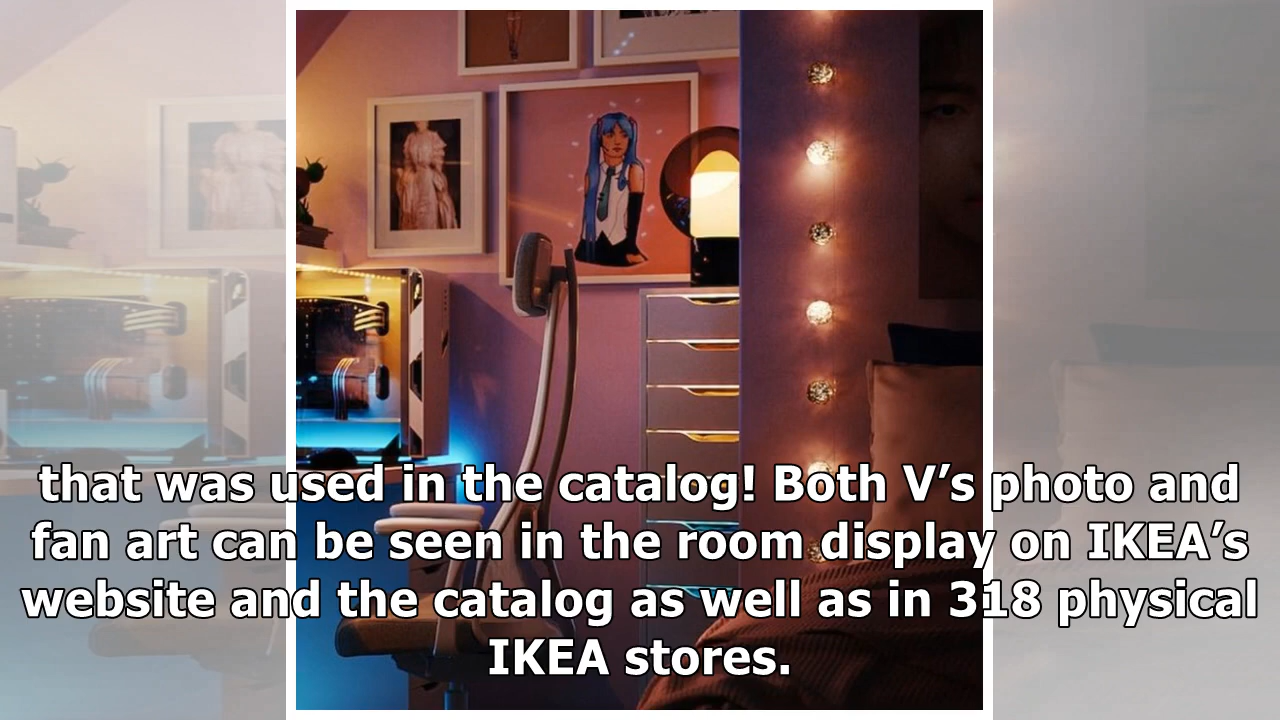 that was used in the catalog! Both V’s photo and
fan art can be seen in the room display on IKEA’s
website and the catalog as well as in 318 physical
IKEA stores.